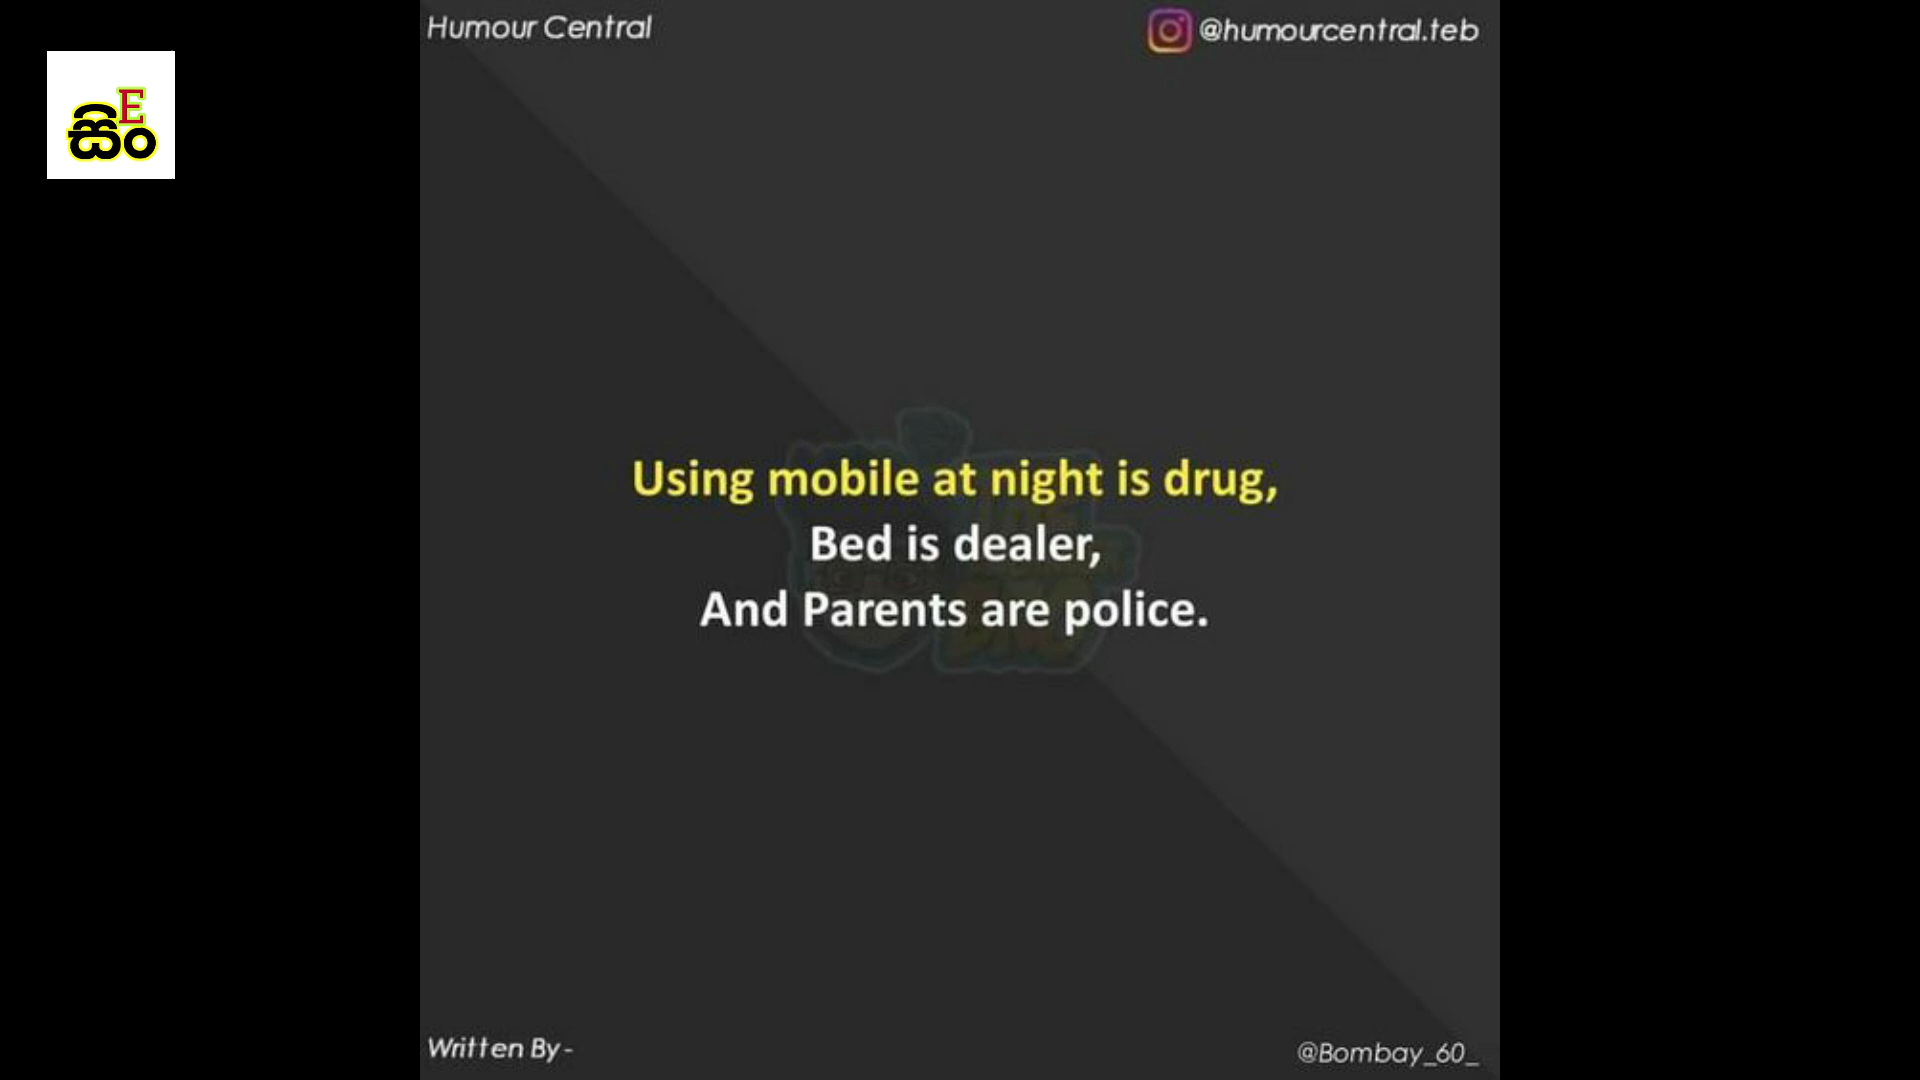 Humour Central
@humourcentral.teb
සිංE
Using mobile at night is drug,
Bed is dealer,
And Parents are police.
Written By -
@Bombay_60_